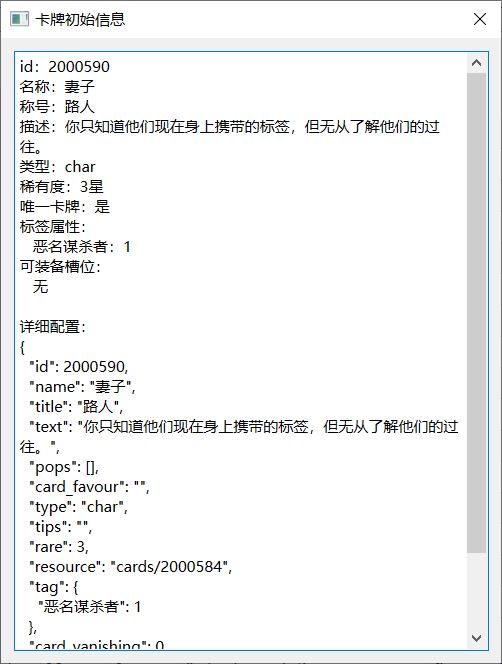 卡牌初始信息
id：2000590
名称：妻子
称号：路人
描述：你只知道他们现在身上携带的标签，但无从了解他们的过
往。
类型：char
稀有度：3星
唯一卡牌：是
标签属性：
恶名谋杀者：1
可装备槽位：
无
详细配置：
{
"id": 2000590,
"name": "妻子",
"title": "路人",
"text": "你只知道他们现在身上携带的标签，但无从了解他们的过
往。",
"pops": [],
"card_favour": "",
"type": "char",
"tips": "",
"rare": 3,
"resource": "cards/2000584",
"tag": {
"恶名谋杀者": 1
},
"card_vanishing": 0,